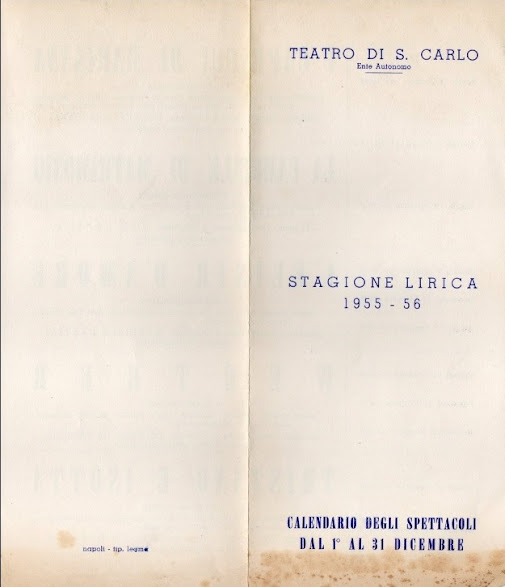 TEATRO DI S. CARLO
Ente Autonomo
STAGIONE LIRICA
1955 - 56
CALENDARIO DEGLI SPETTACOLI
DAL 1° AL 31 DICEMBRE
napoli - tip.